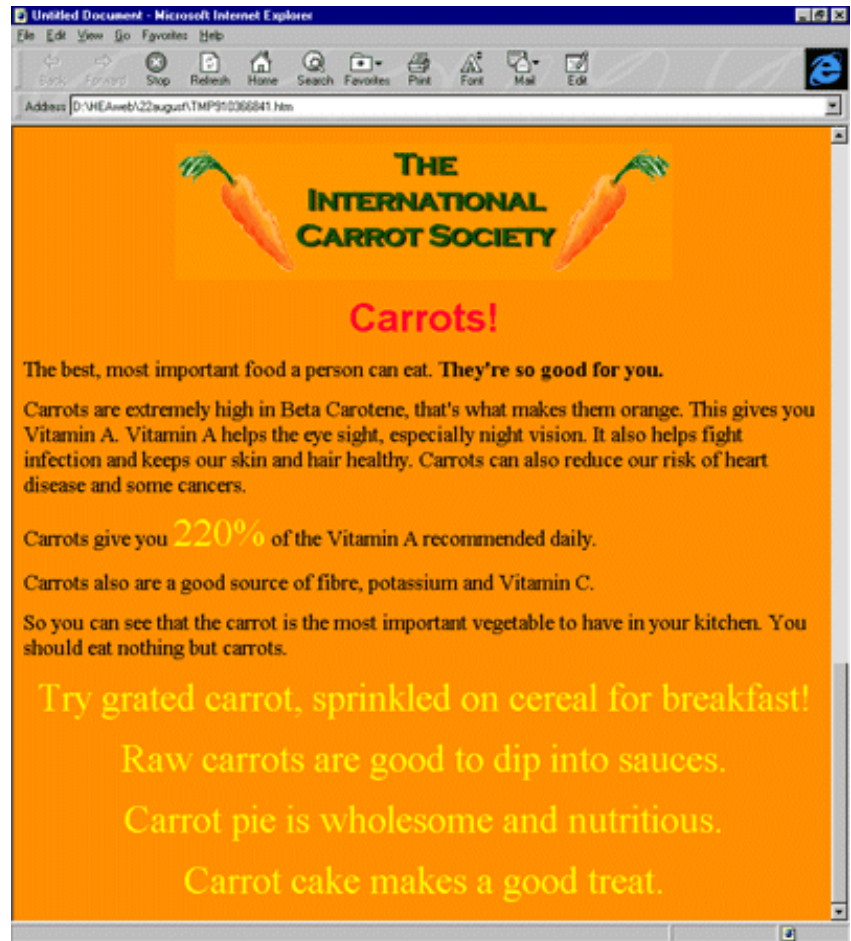 Untitled Document - Microsoft Internet Explorer
File Edit View Go Favorites Help
Back Forward Stop Refresh Home Search Favorites Print Font Mail Edit
Address D:\HEAweb\22august\TMP910366841.htm
THE
INTERNATIONAL
CARROT SOCIETY
Carrots!
The best, most important food a person can eat. They're so good for you.
Carrots are extremely high in Beta Carotene, that's what makes them orange. This gives you
Vitamin A. Vitamin A helps the eye sight, especially night vision. It also helps fight
infection and keeps our skin and hair healthy. Carrots can also reduce our risk of heart
disease and some cancers.
Carrots give you 220% of the Vitamin A recommended daily.
Carrots also are a good source of fibre, potassium and Vitamin C.
So you can see that the carrot is the most important vegetable to have in your kitchen. You
should eat nothing but carrots.
Try grated carrot, sprinkled on cereal for breakfast!
Raw carrots are good to dip into sauces.
Carrot pie is wholesome and nutritious.
Carrot cake makes a good treat.